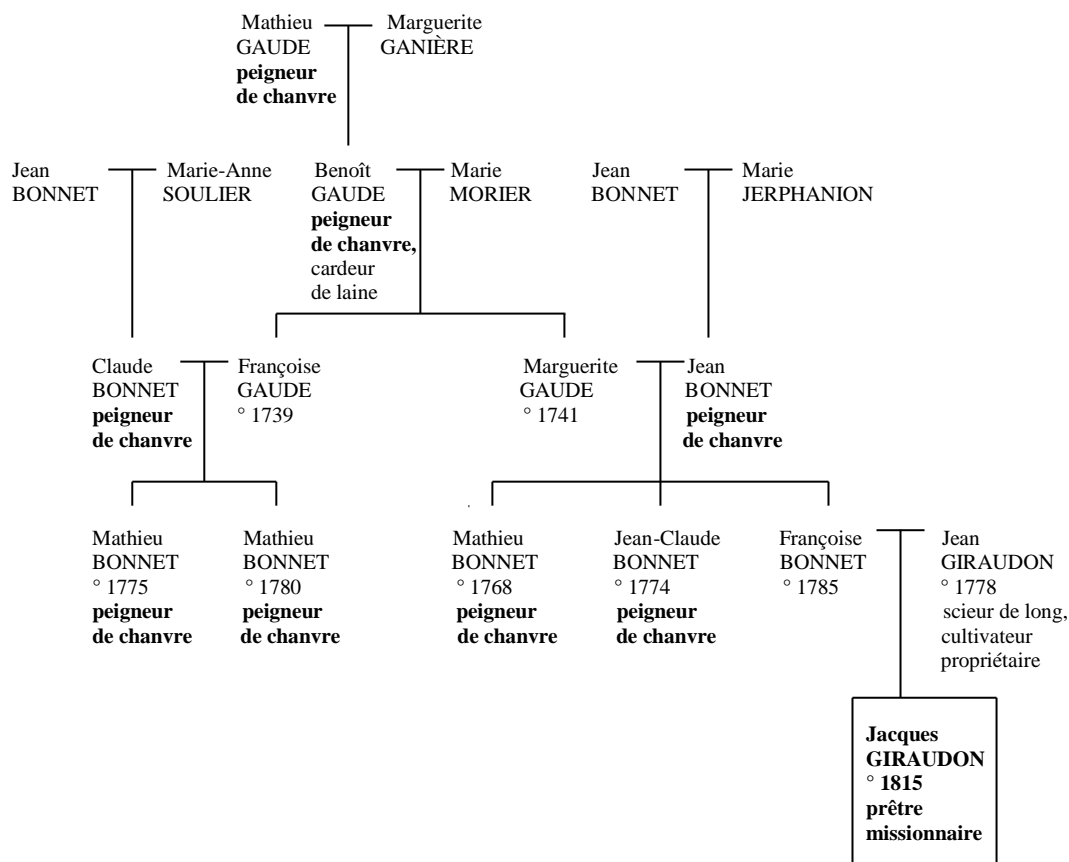 Mathieu
GAUDE
peigneur
de chanvre
Marguerite
GANIÈRE
Jean
BONNET
Marie-Anne
SOULIER
Benoît
GAUDE
peigneur
de chanvre,
cardeur
de laine
Marie
MORIER
Jean
BONNET
Marie
JERPHANION
Claude
BONNET
peigneur
de chanvre
Françoise
GAUDE
° 1739
Marguerite
GAUDE
° 1741
Jean
BONNET
peigneur
de chanvre
Mathieu
BONNET
° 1775
peigneur
de chanvre
Mathieu
BONNET
° 1780
peigneur
de chanvre
Mathieu
BONNET
° 1768
peigneur
de chanvre
Jean-Claude
BONNET
° 1774
peigneur
de chanvre
Françoise
BONNET
° 1785
Jean
GIRAUDON
° 1778
scieur de long,
cultivateur
propriétaire
Jacques
GIRAUDON
° 1815
prêtre
missionnaire